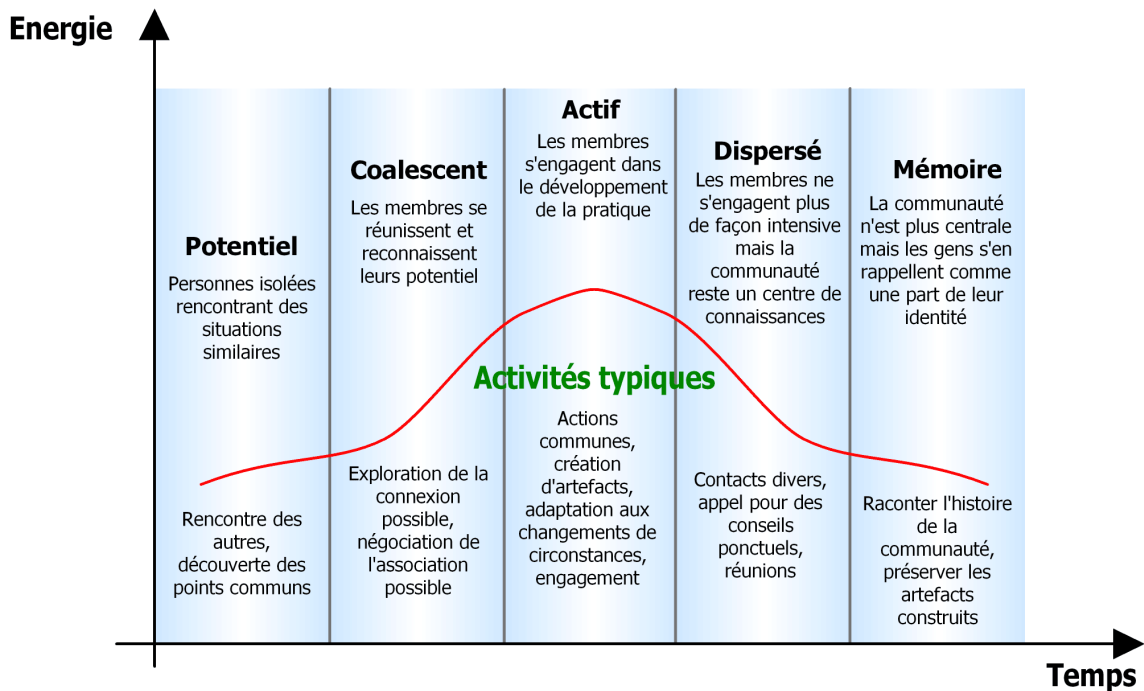 Energie
Potentiel
Personnes isolées
rencontrant des
situations
similaires
Coalescent
Les membres se
réunissent et
reconnaissent
leurs potentiel
Actif
Les membres
s'engagent dans
le développement
de la pratique
Dispersé
Les membres ne
s'engagent plus
de façon intensive
mais la
communauté
reste un centre de
connaissances
Mémoire
La communauté
n'est plus centrale
mais les gens s'en
rappellent comme
une part de leur
identité
Activités typiques
Rencontre des
autres,
découverte des
points communs
Exploration de la
connexion
possible,
négociation de
l'association
possible
Actions
communes,
création
d'artefacts,
adaptation aux
changements de
circonstances,
engagement
Contacts divers,
appel pour des
conseils
ponctuels,
réunions
Raconter l'histoire
de la
communauté,
préserver les
artefacts
construits
Temps